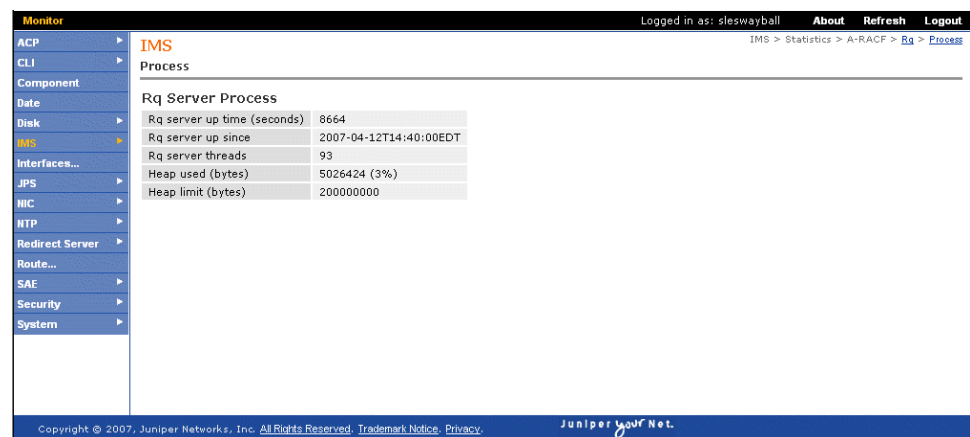 Monitor
Logged in as: sleswayball About Refresh Logout
IMS > Statistics > A-RACF > Rq > Process
ACP
CLI
Component
Date
Disk
IMS
Interfaces...
JPS
NIC
NTP
Redirect Server
Route...
SAE
Security
System
IMS
Process
Rq Server Process
Rq server up time (seconds) 8664
Rq server up since 2007-04-12T14:40:00EDT
Rq server threads 93
Heap used (bytes) 5026424 (3%)
Heap limit (bytes) 200000000
Copyright © 2007, Juniper Networks, Inc. All Rights Reserved. Trademark Notice. Privacy.
Juniper your Net.